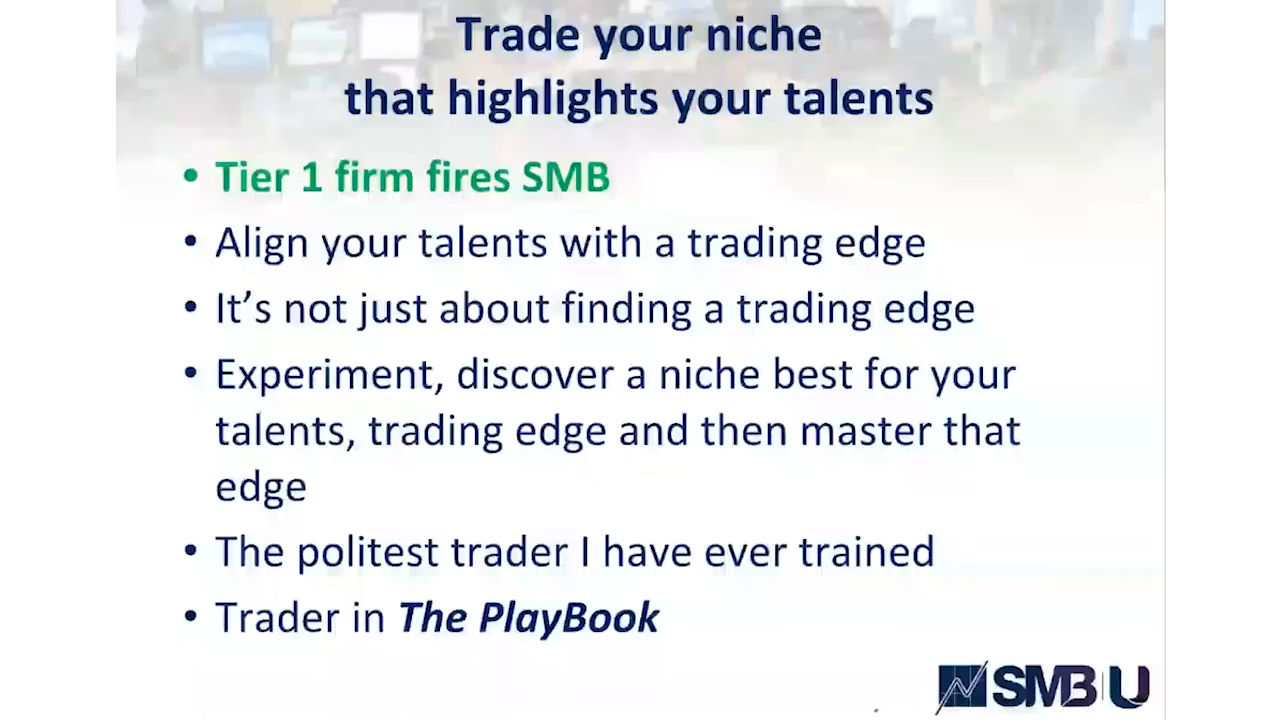 Trade your niche
that highlights your talents
• Tier 1 firm fires SMB
• Align your talents with a trading edge
• It’s not just about finding a trading edge
• Experiment, discover a niche best for your
talents, trading edge and then master that
edge
• The politest trader I have ever trained
• Trader in The PlayBook
SMB U